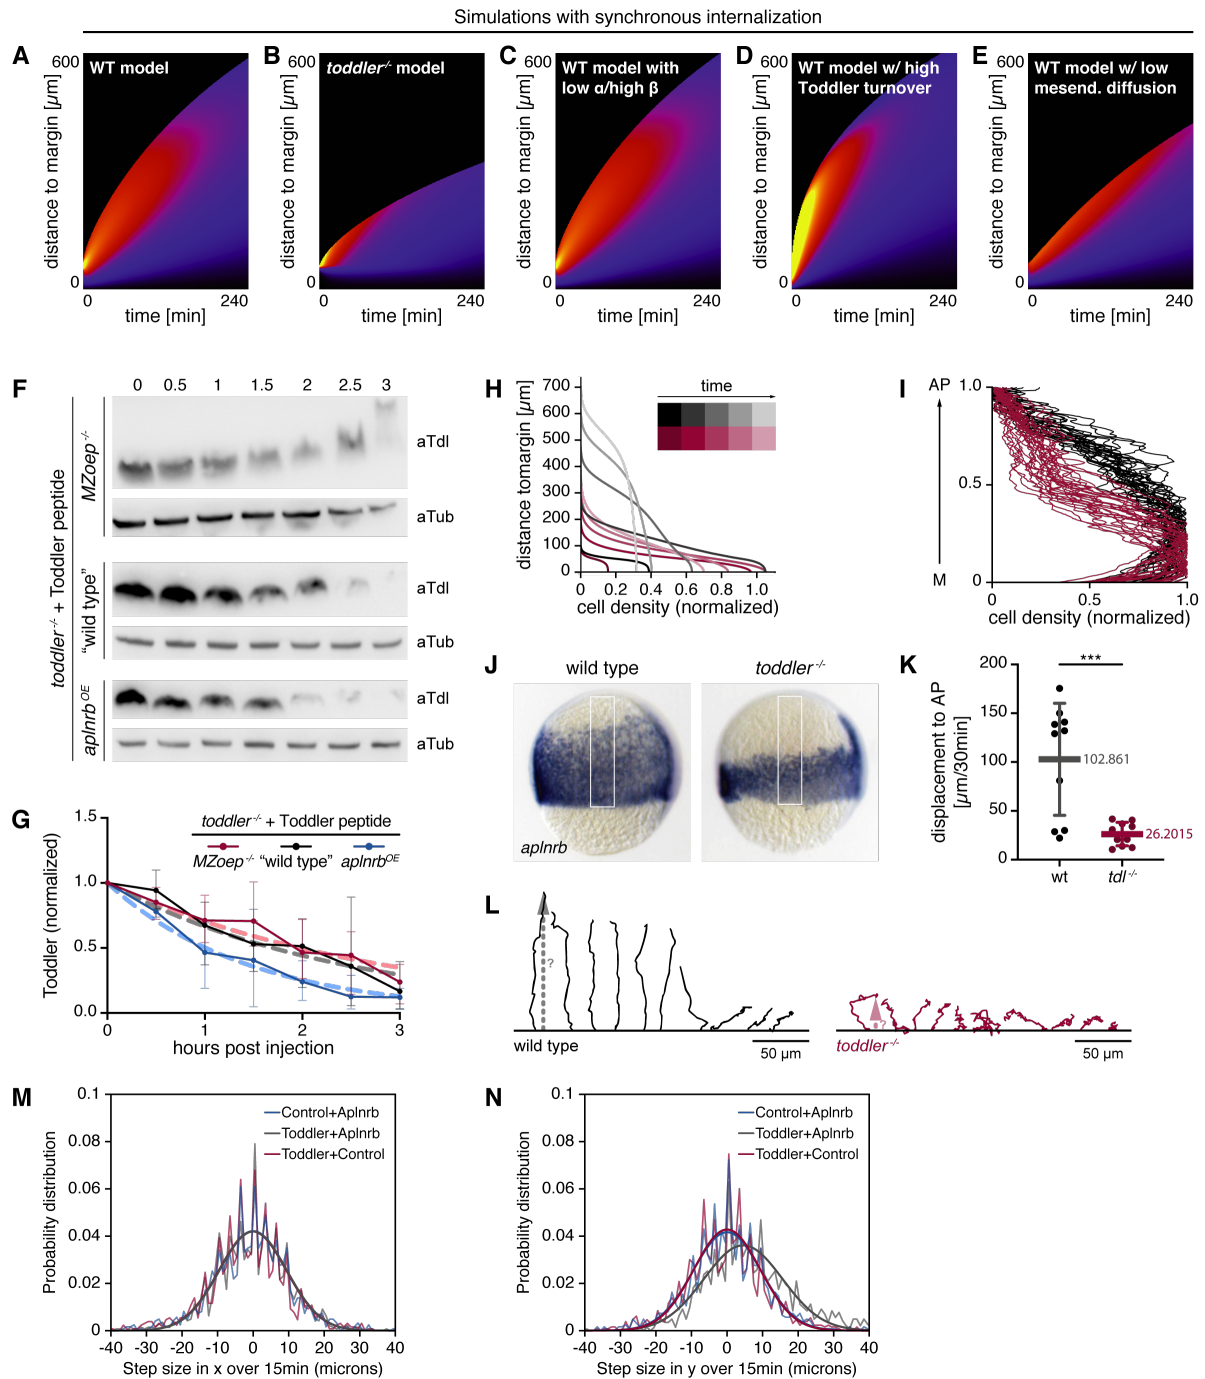 Simulations with synchronous internalization
A
B
C
D
E
600
WT model
distance to margin [µm]
0
0
240
time [min]
600
toddler-/- model
distance to margin [µm]
0
0
240
time [min]
600
WT model with
low α/high β
distance to margin [µm]
0
0
240
time [min]
600
WT model w/ high
Toddler turnover
distance to margin [µm]
0
0
240
time [min]
600
WT model w/ low
mesend. diffusion
distance to margin [µm]
0
0
240
time [min]
F
0 0.5 1 1.5 2 2.5 3
toddler-/- + Toddler peptide
MZoep-/-
aTdl
aTub
"wild type"
aTdl
aTub
aplnrbOE
aTdl
aTub
H
distance tomargin [µm]
700
600
500
400
300
200
100
0
time
0 0.2 0.4 0.6 0.8 1.0
cell density (normalized)
I
AP
1.0
0.5
M
0
0 0.5 1.0
cell density (normalized)
J
wild type
toddler-/-
aplnrb
K
displacement to AP
[µm/30min]
200
150
100
50
0
***
102.861
26.2015
wt
tdl-/-
G
Toddler (normalized)
1.5
1.0
0.5
0.0
toddler-/- + Toddler peptide
MZoep-/- "wild type" aplnrbOE
0 1 2 3
hours post injection
L
?
wild type
50 µm
?
toddler-/-
50 µm
M
Probability distribution
0.1
0.08
0.06
0.04
0.02
0
Control+Aplnrb
Toddler+Aplnrb
Toddler+Control
-40 -30 -20 -10 0 10 20 30 40
Step size in x over 15min (microns)
N
Probability distribution
0.1
0.08
0.06
0.04
0.02
0
Control+Aplnrb
Toddler+Aplnrb
Toddler+Control
-40 -30 -20 -10 0 10 20 30 40
Step size in y over 15min (microns)